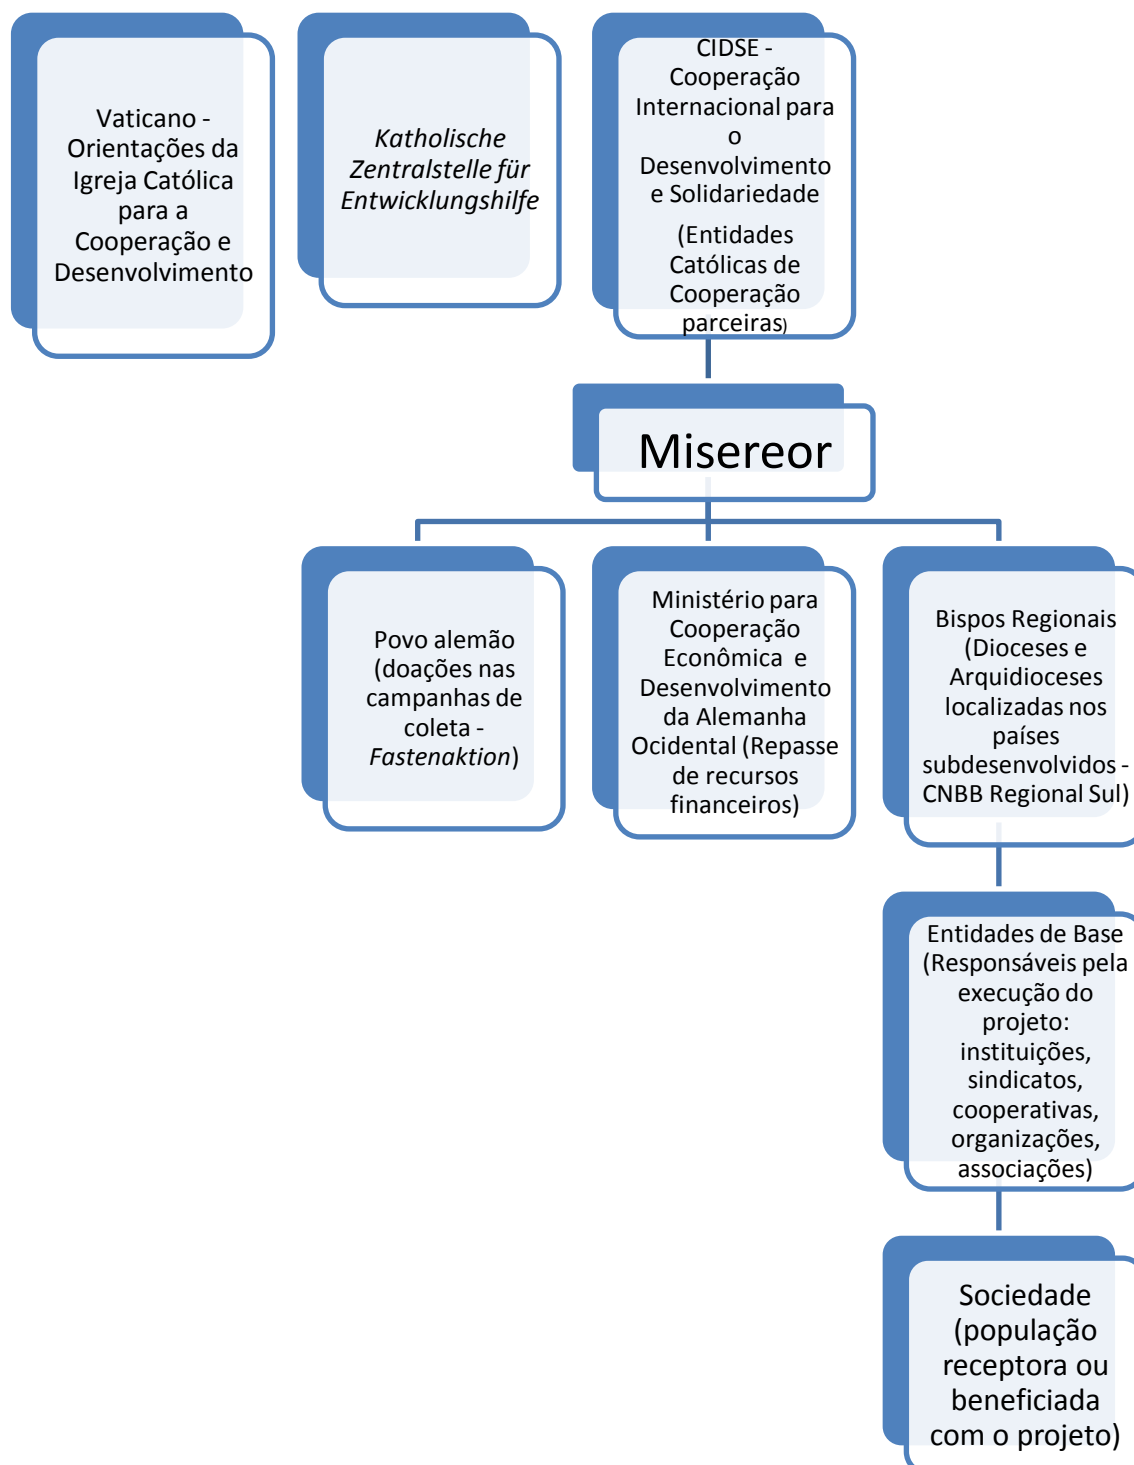 Vaticano -
Orientações da
Igreja Católica
para a
Cooperação e
Desenvolvimento
Katholische
Zentralstelle für
Entwicklungshilfe
CIDSE -
Cooperação
Internacional para
o
Desenvolvimento
e Solidariedade
(Entidades
Católicas de
Cooperação
parceiras)
Misereor
Povo alemão
(doações nas
campanhas de
coleta -
Fastenaktion)
Ministério para
Cooperação
Econômica e
Desenvolvimento
da Alemanha
Ocidental (Repasse
de recursos
financeiros)
Bispos Regionais
(Dioceses e
Arquidioceses
localizadas nos
países
subdesenvolvidos -
CNBB Regional Sul)
Entidades de Base
(Responsáveis pela
execução do
projeto:
instituições,
sindicatos,
cooperativas,
organizações,
associações)
Sociedade
(população
receptora ou
beneficiada
com o projeto)